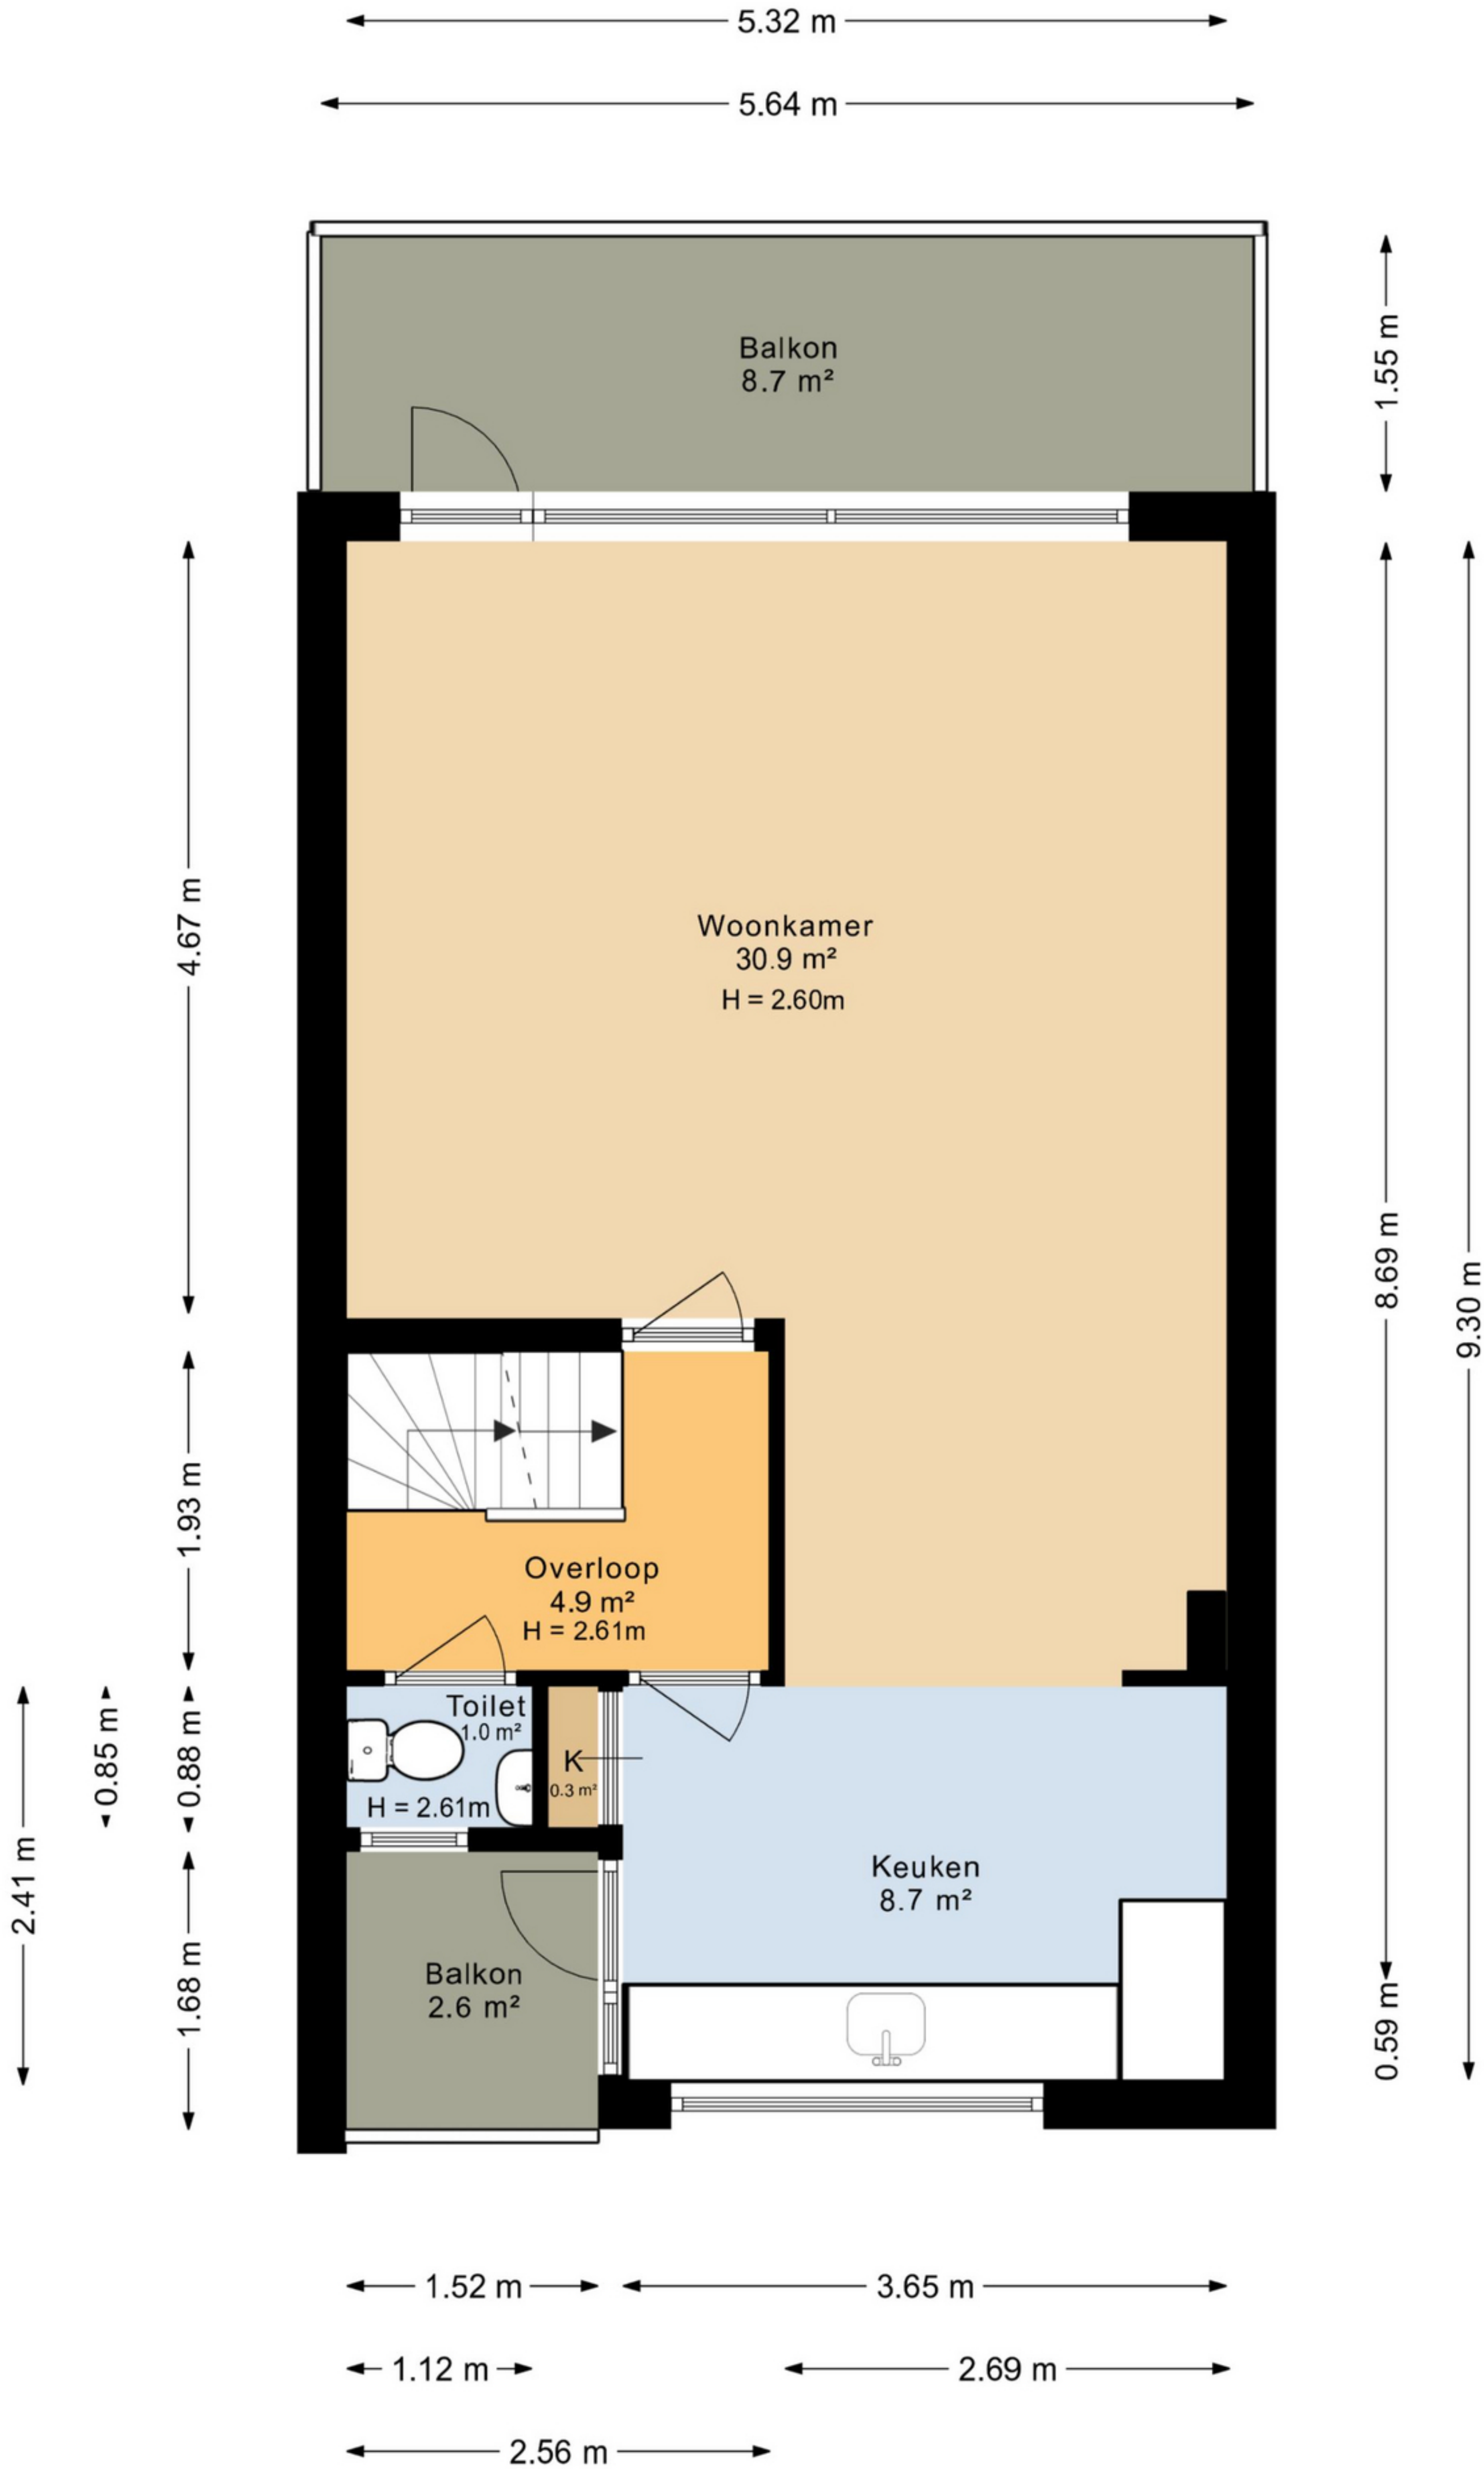 5.32 m
5.64 m
Balkon
8.7 m²
1.55 m
4.67 m
Woonkamer
30.9 m²
H = 2.60m
8.69 m
9.30 m
1.93 m
Overloop
4.9 m²
H = 2.61m
Toilet
1.0 m²
H = 2.61m
K
0.3 m²
0.85 m
0.88 m
2.41 m
Keuken
8.7 m²
Balkon
2.6 m²
1.68 m
0.59 m
1.52 m
3.65 m
1.12 m
2.69 m
2.56 m